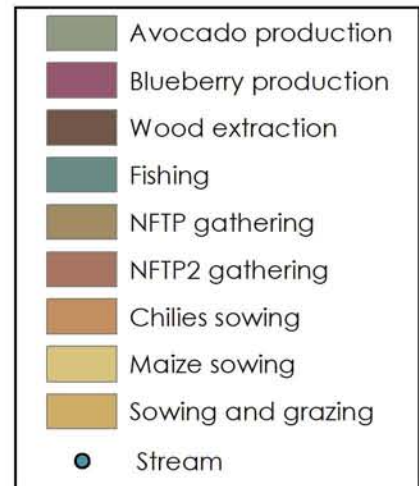 Avocado production
Blueberry production
Wood extraction
Fishing
NFTP gathering
NFTP2 gathering
Chilies sowing
Maize sowing
Sowing and grazing
Stream